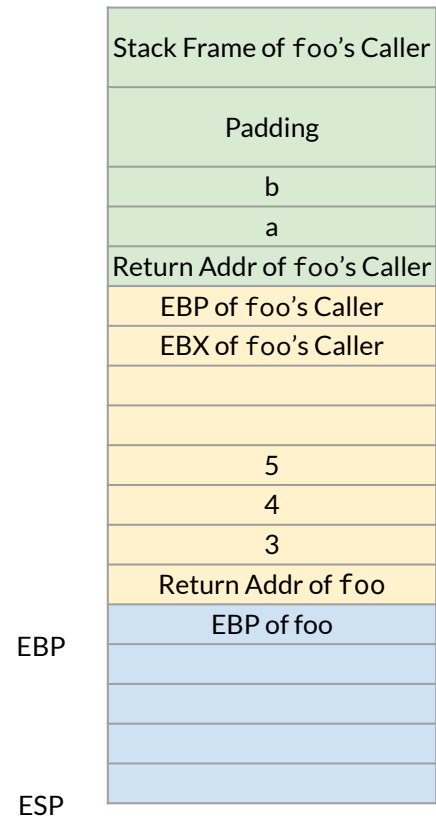 Stack Frame of foo's Caller
Padding
b
a
Return Addr of foo's Caller
EBP of foo's Caller
EBX of foo's Caller
5
4
3
Return Addr of foo
EBP of foo
EBP
ESP